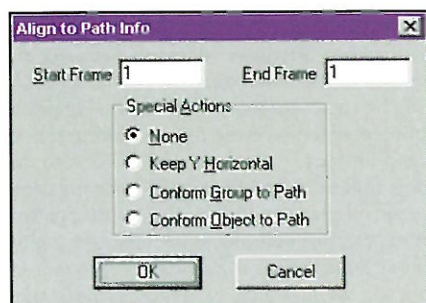 Align to Path Info
Start Frame 1 End Frame 1
Special Actions
None
Keep Y Horizontal
Conform Group to Path
Conform Object to Path
OK Cancel